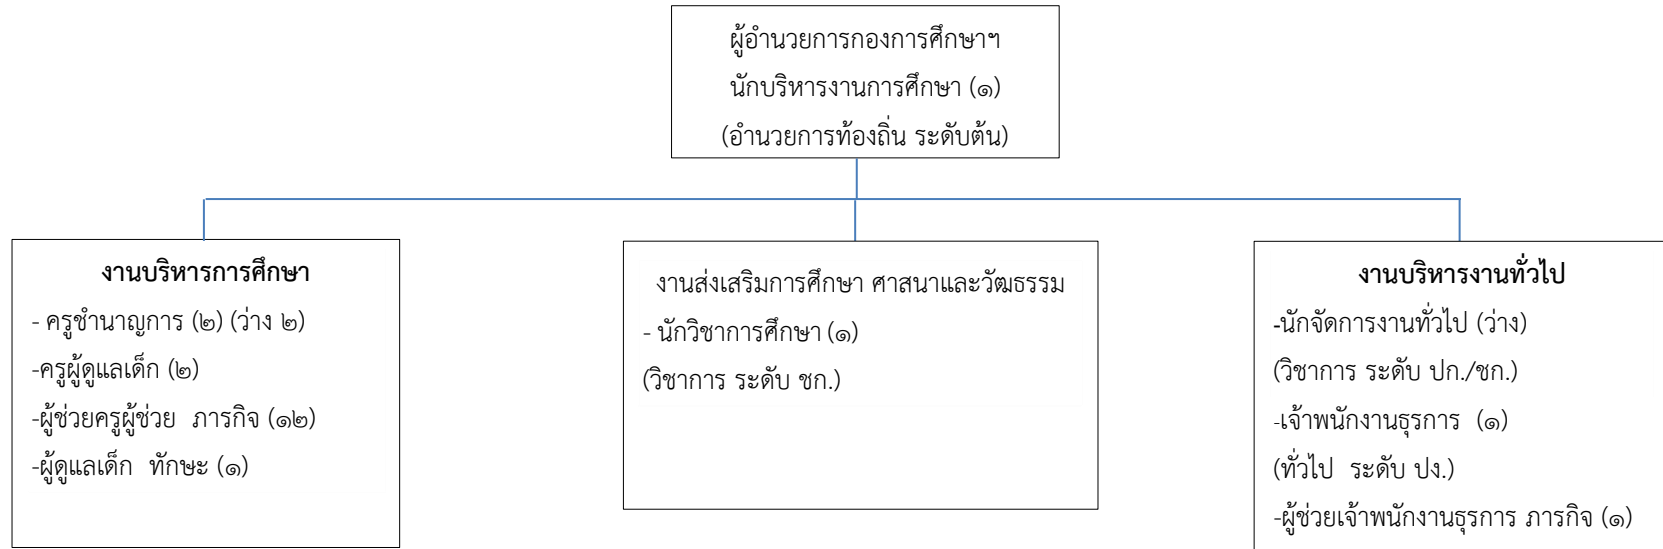 ผู้อำนวยการกองการศึกษาฯ
นักบริหารงานการศึกษา (๑)
(อำนวยการท้องถิ่น ระดับต้น)
งานบริหารการศึกษา
- ครูชำนาญการ (๒) (ว่าง ๒)
-ครูผู้ดูแลเด็ก (๒)
-ผู้ช่วยครูผู้ช่วย ภารกิจ (๑๒)
-ผู้ดูแลเด็ก ทักษะ (๑)
งานส่งเสริมการศึกษา ศาสนาและวัฒธรรม
- นักวิชาการศึกษา (๑)
(วิชาการ ระดับ ชก.)
งานบริหารงานทั่วไป
-นักจัดการงานทั่วไป (ว่าง)
(วิชาการ ระดับ ปก./ชก.)
-เจ้าพนักงานธุรการ (๑)
(ทั่วไป ระดับ ปง.)
-ผู้ช่วยเจ้าพนักงานธุรการ ภารกิจ (๑)